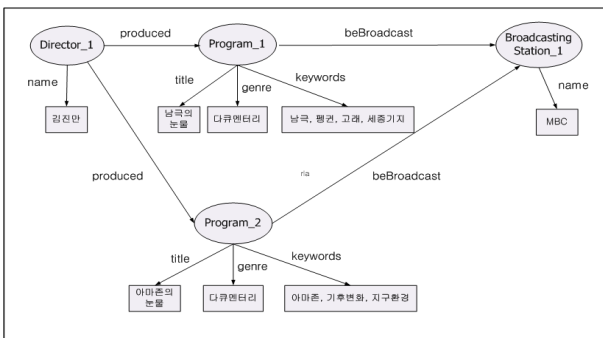 Director_1
produced
Program_1
beBroadcast
Broadcasting
Station_1
name
title
genre
keywords
name
김진만
남극의
눈물
다큐멘터리
남극, 펭귄, 고래, 세종기지
MBC
produced
ria
beBroadcast
Program_2
title
genre
keywords
아마존의
눈물
다큐멘터리
아마존, 기후변화, 지구환경